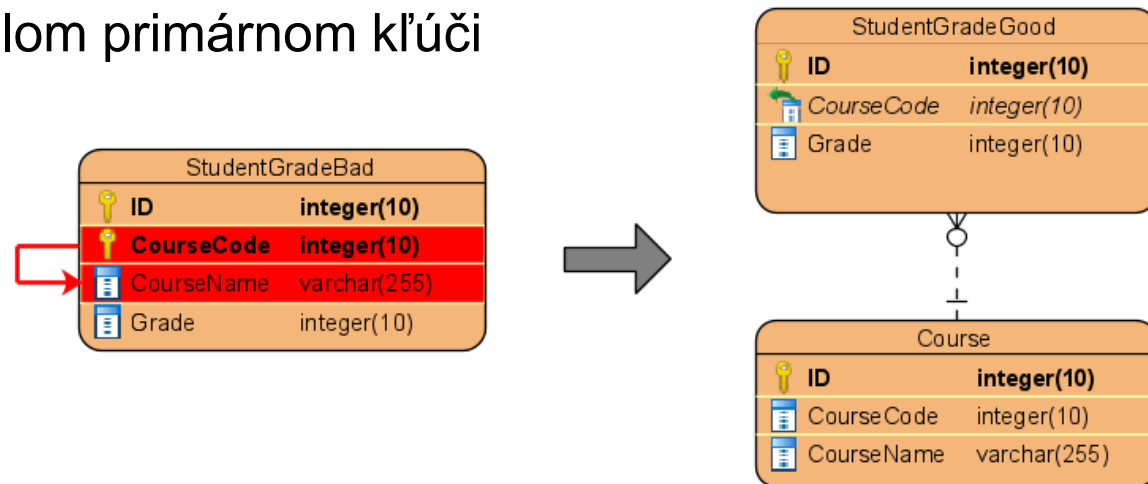 lom primárnom kľúči
StudentGradeBad
ID integer(10)
CourseCode integer(10)
CourseName varchar(255)
Grade integer(10)
StudentGradeGood
ID integer(10)
CourseCode integer(10)
Grade integer(10)
Course
ID integer(10)
CourseCode integer(10)
CourseName varchar(255)